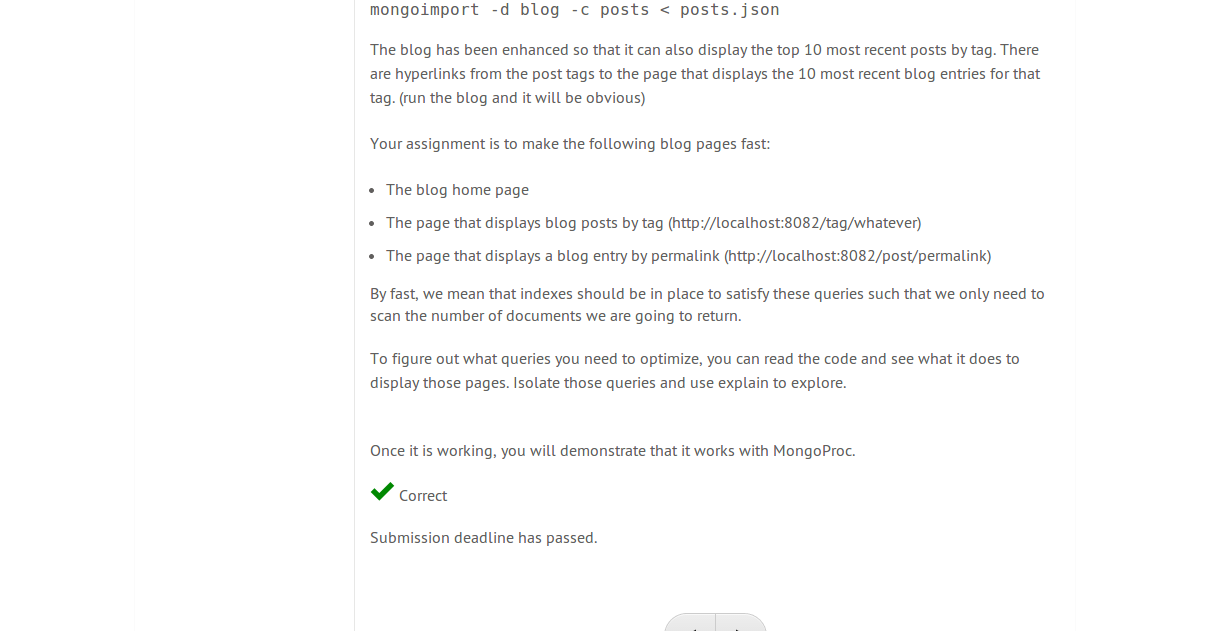 mongoimport -d blog -c posts < posts.json
The blog has been enhanced so that it can also display the top 10 most recent posts by tag. There
are hyperlinks from the post tags to the page that displays the 10 most recent blog entries for that
tag. (run the blog and it will be obvious)
Your assignment is to make the following blog pages fast:
• The blog home page
• The page that displays blog posts by tag (http://localhost:8082/tag/whatever)
• The page that displays a blog entry by permalink (http://localhost:8082/post/permalink)
By fast, we mean that indexes should be in place to satisfy these queries such that we only need to
scan the number of documents we are going to return.
To figure out what queries you need to optimize, you can read the code and see what it does to
display those pages. Isolate those queries and use explain to explore.
Once it is working, you will demonstrate that it works with MongoProc.
Correct
Submission deadline has passed.